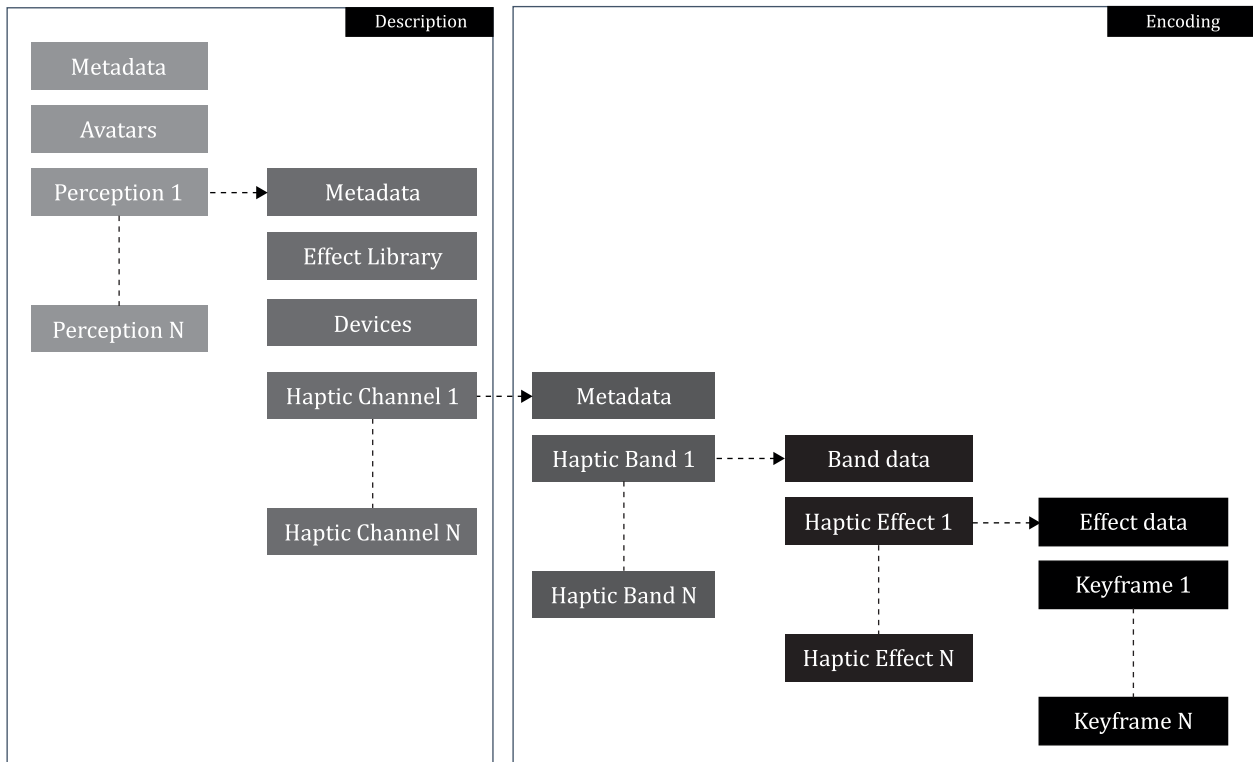 Description
Metadata
Avatars
Perception 1
Perception N
Metadata
Effect Library
Devices
Haptic Channel 1
Haptic Channel N
Encoding
Metadata
Haptic Band 1
Haptic Band N
Band data
Haptic Effect 1
Haptic Effect N
Effect data
Keyframe 1
Keyframe N